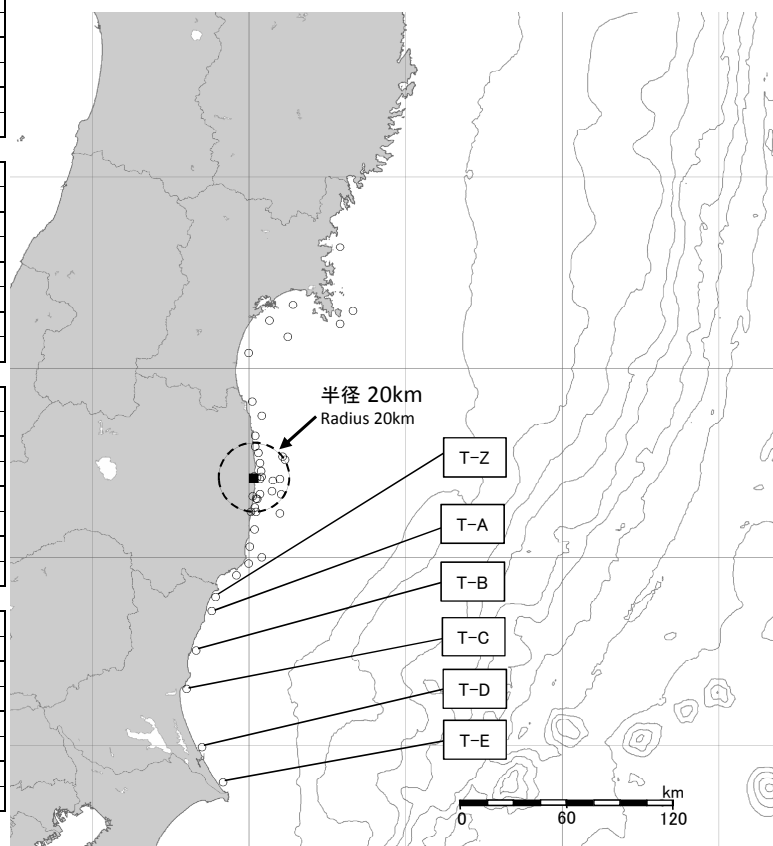 半径 20km
Radius 20km
T-Z
T-A
T-B
T-C
T-D
T-E
km
0 60 120